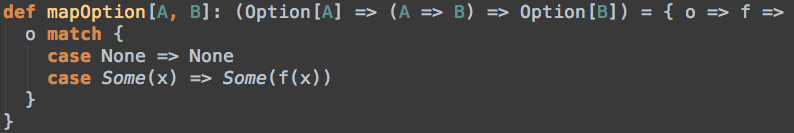 def mapOption[A, B]: (Option[A] => (A => B) => Option[B]) = { o => f =>
  o match {
    case None => None
    case Some(x) => Some(f(x))
  }
}